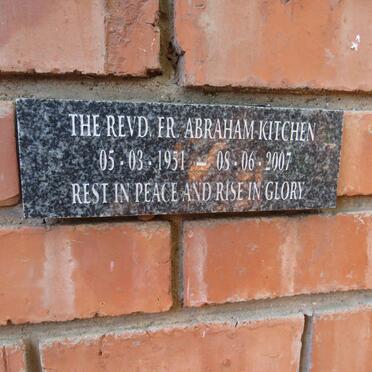 THE REVD. FR. ABRAHAM KITCHEN
05 · 03 · 1951 – 08 · 06 · 2007
REST IN PEACE AND RISE IN GLORY